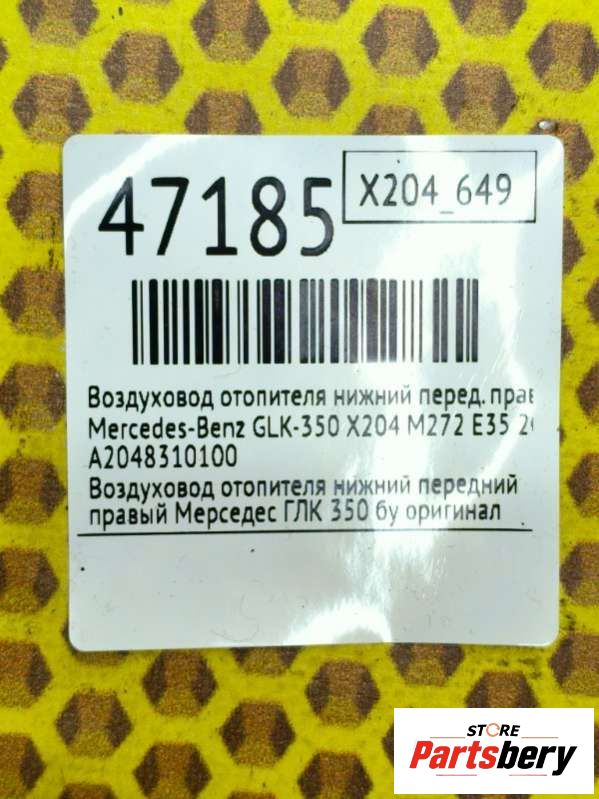 47185
X204_649
Воздуховод отопителя нижний перед.
Mercedes-Benz GLK-350 X204 M272 E35
A2048310100
Воздуховод отопителя нижний передний
правый Мерседес ГЛК 350 бу оригинал
STORE
Partsbery